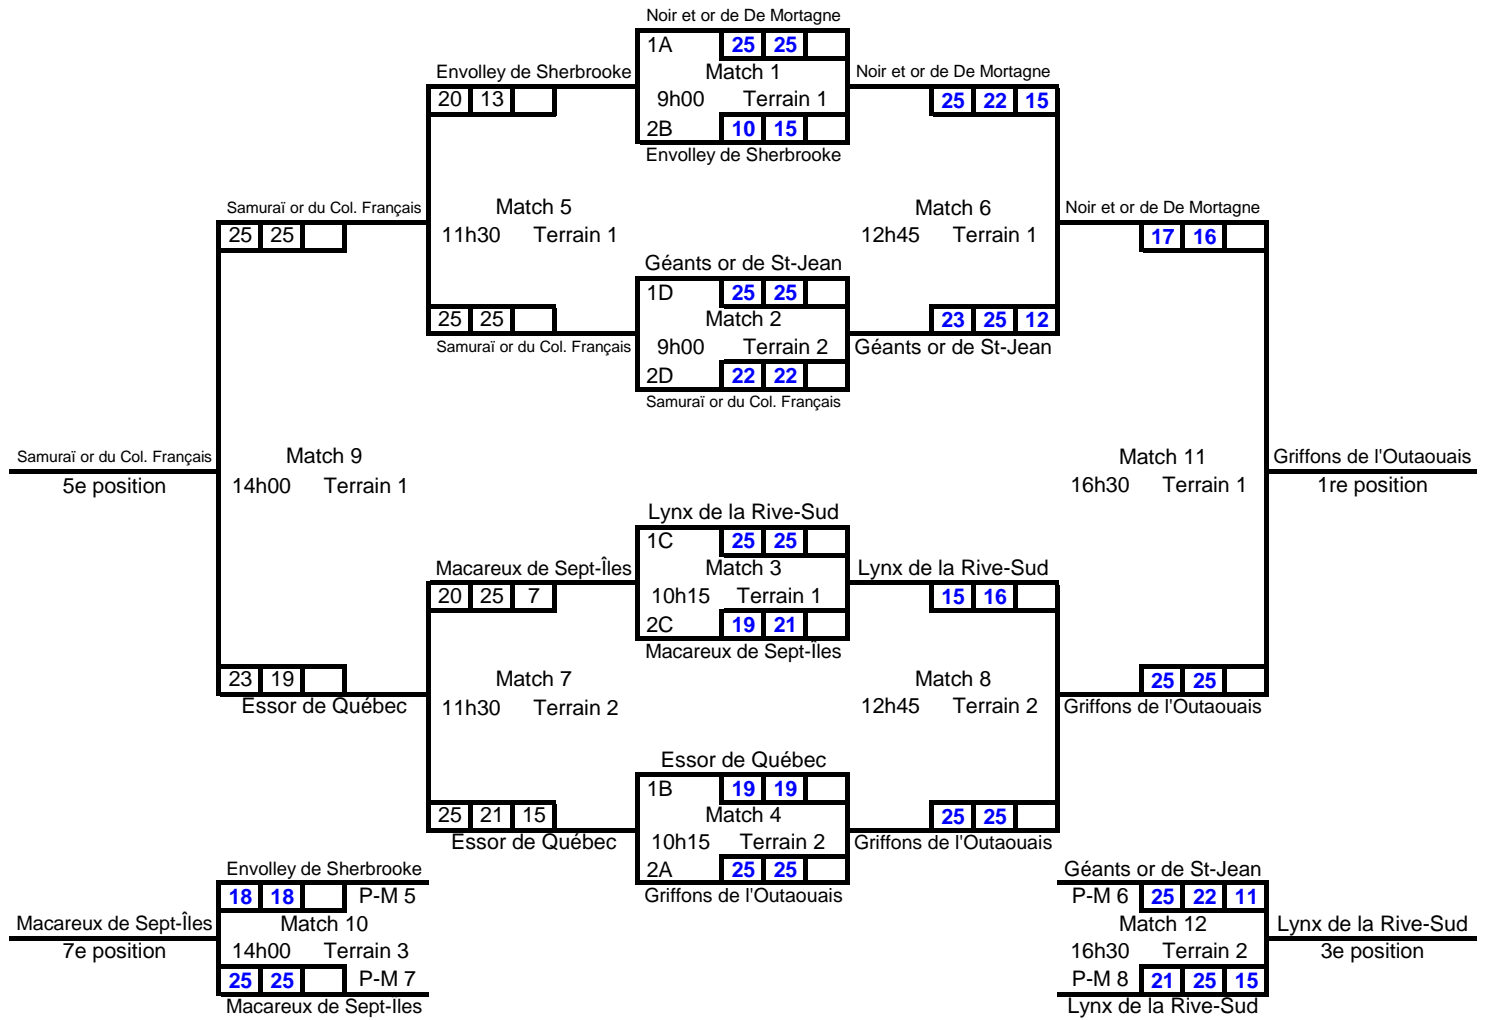 Noir et or de De Mortagne
1A 25 25
Envolley de Sherbrooke Match 1 Noir et or de De Mortagne
20 13 9h00 Terrain 1 25 22 15
2B 10 15
Envolley de Sherbrooke
Samuraï or du Col. Français Match 5 Match 6 Noir et or de De Mortagne
25 25 11h30 Terrain 1 12h45 Terrain 1 17 16
Géants or de St-Jean
1D 25 25
25 25 Match 2 23 25 12
Samuraï or du Col. Français 9h00 Terrain 2 Géants or de St-Jean
2D 22 22
Samuraï or du Col. Français
Samuraï or du Col. Français Match 9 Match 11 Griffons de l'Outaouais
5e position 14h00 Terrain 1 16h30 Terrain 1 1re position
Lynx de la Rive-Sud
1C 25 25
Macareux de Sept-Îles Match 3 Lynx de la Rive-Sud
20 25 7 10h15 Terrain 1 15 16
2C 19 21
Macareux de Sept-Îles
23 19 Match 7 Match 8 25 25
Essor de Québec 11h30 Terrain 2 12h45 Terrain 2 Griffons de l'Outaouais
Essor de Québec
1B 19 19
25 21 15 Match 4 25 25
Essor de Québec 10h15 Terrain 2 Griffons de l'Outaouais
Envolley de Sherbrooke 2A 25 25 Géants or de St-Jean
18 18 P-M 5 Griffons de l'Outaouais P-M 6 25 22 11
Macareux de Sept-Îles Match 10 Match 12 Lynx de la Rive-Sud
7e position 14h00 Terrain 3 16h30 Terrain 2 3e position
25 25 P-M 7 P-M 8 21 25 15
Macareux de Sept-Iles Lynx de la Rive-Sud